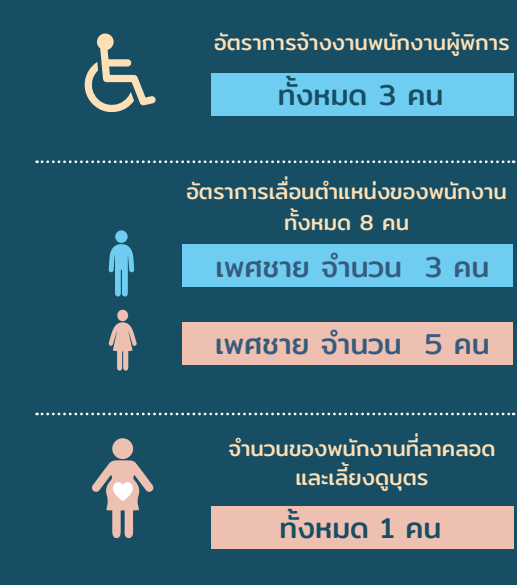 อัตราการจ้างงานพนักงานผู้พิการ
ทั้งหมด 3 คน
อัตราการเลื่อนตำแหน่งของพนักงาน
ทั้งหมด 8 คน
เพศชาย จำนวน 3 คน
เพศชาย จำนวน 5 คน
จำนวนของพนักงานที่ลาคลอด
และเลี้ยงดูบุตร
ทั้งหมด 1 คน